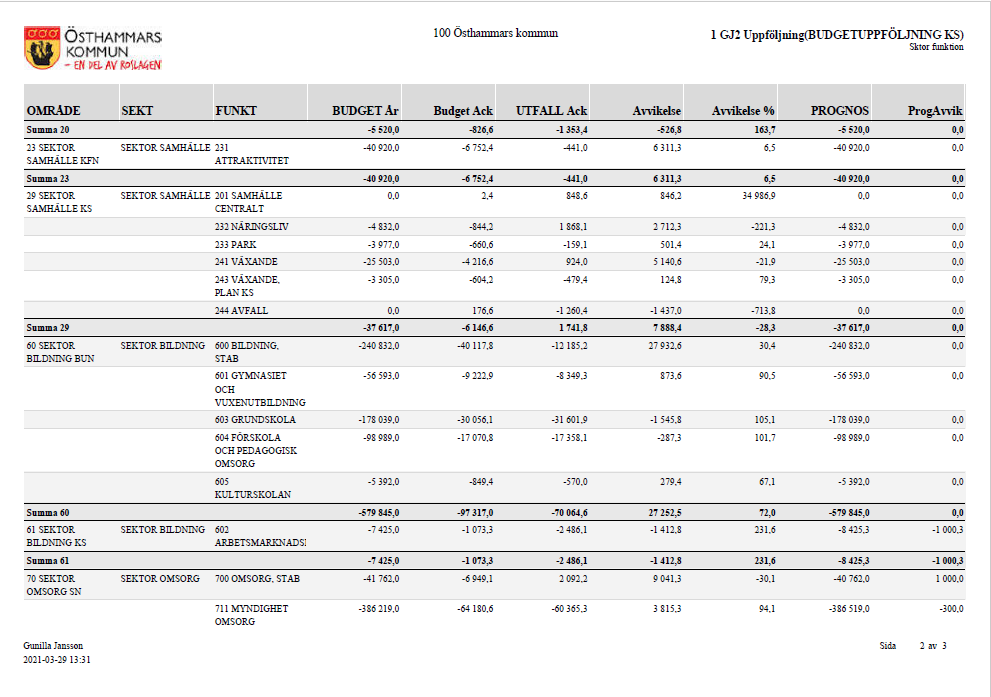 ÖSTHAMMARS
KOMMUN
– EN DEL AV ROSLAGEN
100 Östhammars kommun
1 GJ2 Uppföljning(BUDGETUPPFÖLJNING KS)
Sktor funktion
OMRÅDE SEKT FUNKT BUDGET År Budget Ack UTFALL Ack Avvikelse Avvikelse % PROGNOS ProgAvvik
Summa 20 -5 520,0 -826,6 -1 353,4 -526,8 163,7 -5 520,0 0,0
23 SEKTOR SEKTOR SAMHÄLLE 231 -40 920,0 -6 752,4 -441,0 6 311,3 6,5 -40 920,0 0,0
SAMHÄLLE KFN ATTRAKTIVITET
Summa 23 -40 920,0 -6 752,4 -441,0 6 311,3 6,5 -40 920,0 0,0
29 SEKTOR SEKTOR SAMHÄLLE 201 SAMHÄLLE 0,0 2,4 848,6 846,2 34 986,9 0,0 0,0
SAMHÄLLE KS CENTRALT
232 NÄRINGSLIV -4 832,0 -844,2 1 868,1 2 712,3 -221,3 -4 832,0 0,0
233 PARK -3 977,0 -660,6 -159,1 501,4 24,1 -3 977,0 0,0
241 VÄXANDE -25 503,0 -4 216,6 924,0 5 140,6 -21,9 -25 503,0 0,0
243 VÄXANDE, -3 305,0 -604,2 -479,4 124,8 79,3 -3 305,0 0,0
PLAN KS
244 AVFALL 0,0 176,6 -1 260,4 -1 437,0 -713,8 0,0 0,0
Summa 29 -37 617,0 -6 146,6 1 741,8 7 888,4 -28,3 -37 617,0 0,0
60 SEKTOR SEKTOR BILDNING 600 BILDNING, -240 832,0 -40 117,8 -12 185,2 27 932,6 30,4 -240 832,0 0,0
BILDNING BUN STAB
601 GYMNASIET -56 593,0 -9 222,9 -8 349,3 873,6 90,5 -56 593,0 0,0
OCH
VUXENUTBILDNING
603 GRUNDSKOLA -178 039,0 -30 056,1 -31 601,9 -1 545,8 105,1 -178 039,0 0,0
604 FÖRSKOLA -98 989,0 -17 070,8 -17 358,1 -287,3 101,7 -98 989,0 0,0
OCH PEDAGOGISK
OMSORG
605 -5 392,0 -849,4 -570,0 279,4 67,1 -5 392,0 0,0
KULTURSKOLAN
Summa 60 -579 845,0 -97 317,0 -70 064,6 27 252,5 72,0 -579 845,0 0,0
61 SEKTOR SEKTOR BILDNING 602 -7 425,0 -1 073,3 -2 486,1 -1 412,8 231,6 -8 425,3 -1 000,3
BILDNING KS ARBETSMARKNADS
Summa 61 -7 425,0 -1 073,3 -2 486,1 -1 412,8 231,6 -8 425,3 -1 000,3
70 SEKTOR SEKTOR OMSORG 700 OMSORG, STAB -41 762,0 -6 949,1 2 092,2 9 041,3 -30,1 -40 762,0 1 000,0
OMSORG SN
711 MYNDIGHET -386 219,0 -64 180,6 -60 365,3 3 815,3 94,1 -386 519,0 -300,0
OMSORG
Gunilla Jansson Sida 2 av 3
2021-03-29 13:31